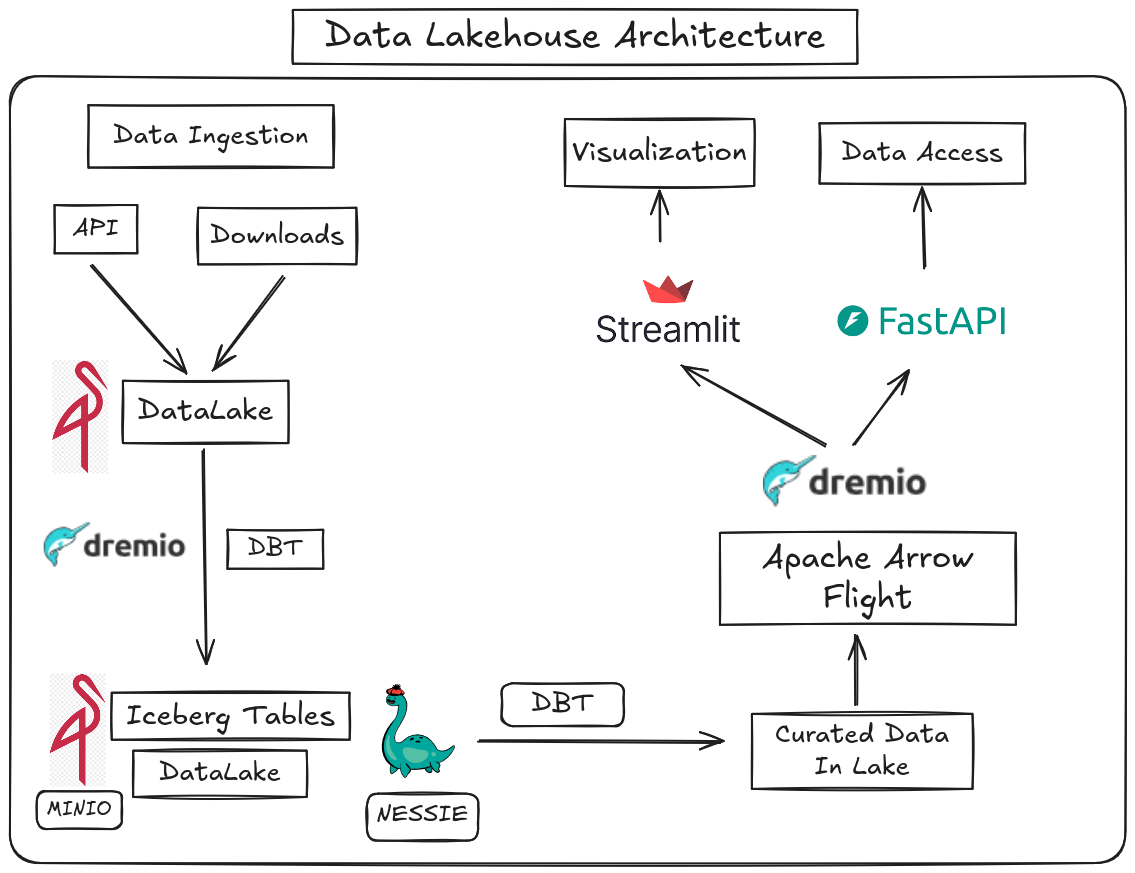 Data Lakehouse Architecture
Data Ingestion
API
Downloads
DataLake
dremio
DBT
Iceberg Tables
DataLake
MINIO
NESSIE
DBT
Curated Data
In Lake
Apache Arrow
Flight
dremio
Streamlit
FastAPI
Visualization
Data Access